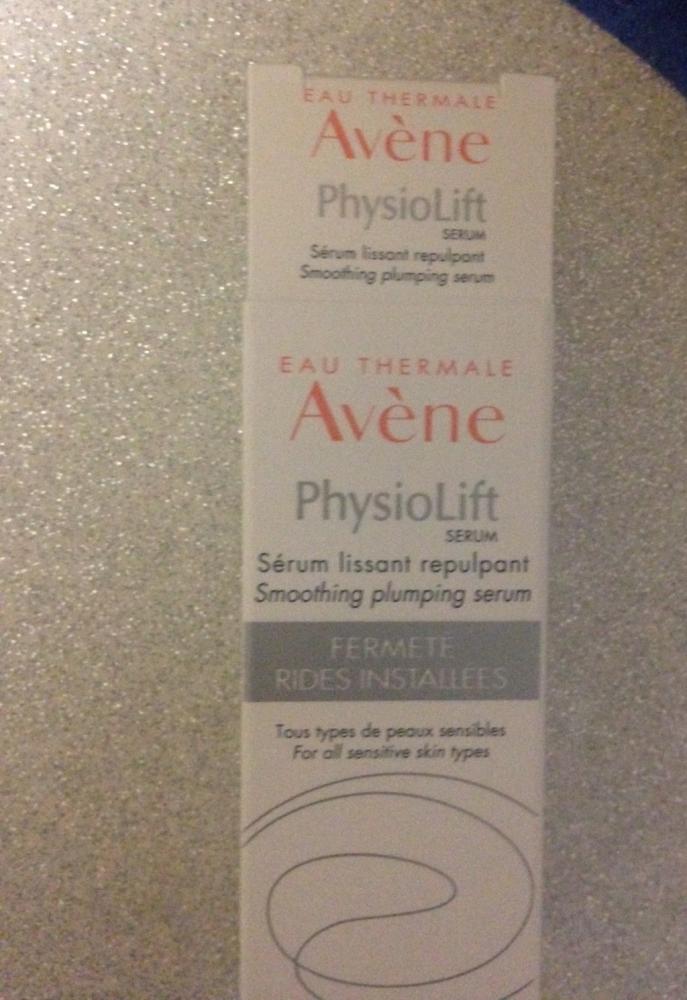 EAU THERMALE
Avène
PhysioLift
SERUM
Sérum lissant repulpant
Smoothing plumping serum
EAU THERMALE
Avène
PhysioLift
SERUM
Sérum lissant repulpant
Smoothing plumping serum
FERMETÉ
RIDES INSTALLÉES
Tous types de peaux sensibles
For all sensitive skin types